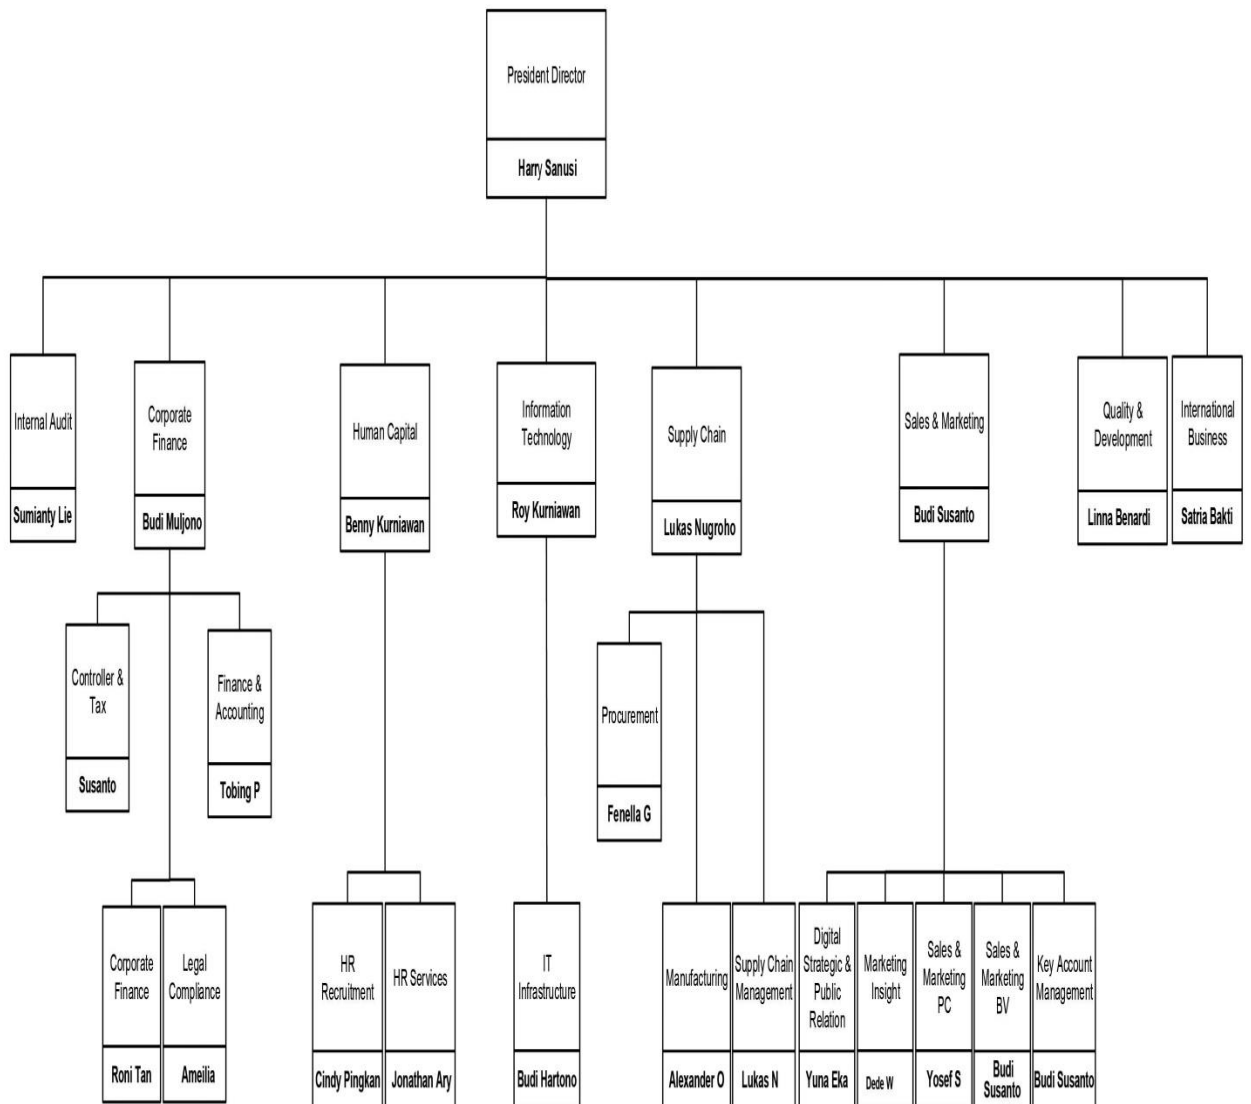 President Director
Harry Sanusi
Internal Audit
Sumianty Lie
Corporate
Finance
Budi Muljono
Human Capital
Benny Kurniawan
Information
Technology
Roy Kurniawan
Supply Chain
Lukas Nugroho
Sales & Marketing
Budi Susanto
Quality &
Development
Linna Benardi
International
Business
Satria Bakti
Controller &
Tax
Susanto
Finance &
Accounting
Tobing P
Procurement
Fenella G
Corporate
Finance
Roni Tan
Legal
Compliance
Ameilia
HR
Recruitment
Cindy Pingkan
HR Services
Jonathan Ary
IT
Infrastructure
Budi Hartono
Manufacturing
Alexander O
Supply Chain
Management
Lukas N
Digital
Strategic &
Public
Relation
Yuna Eka
Marketing
Insight
Dede W
Sales &
Marketing
PC
Yosef S
Sales &
Marketing
BV
Budi
Susanto
Key Account
Management
Budi Susanto